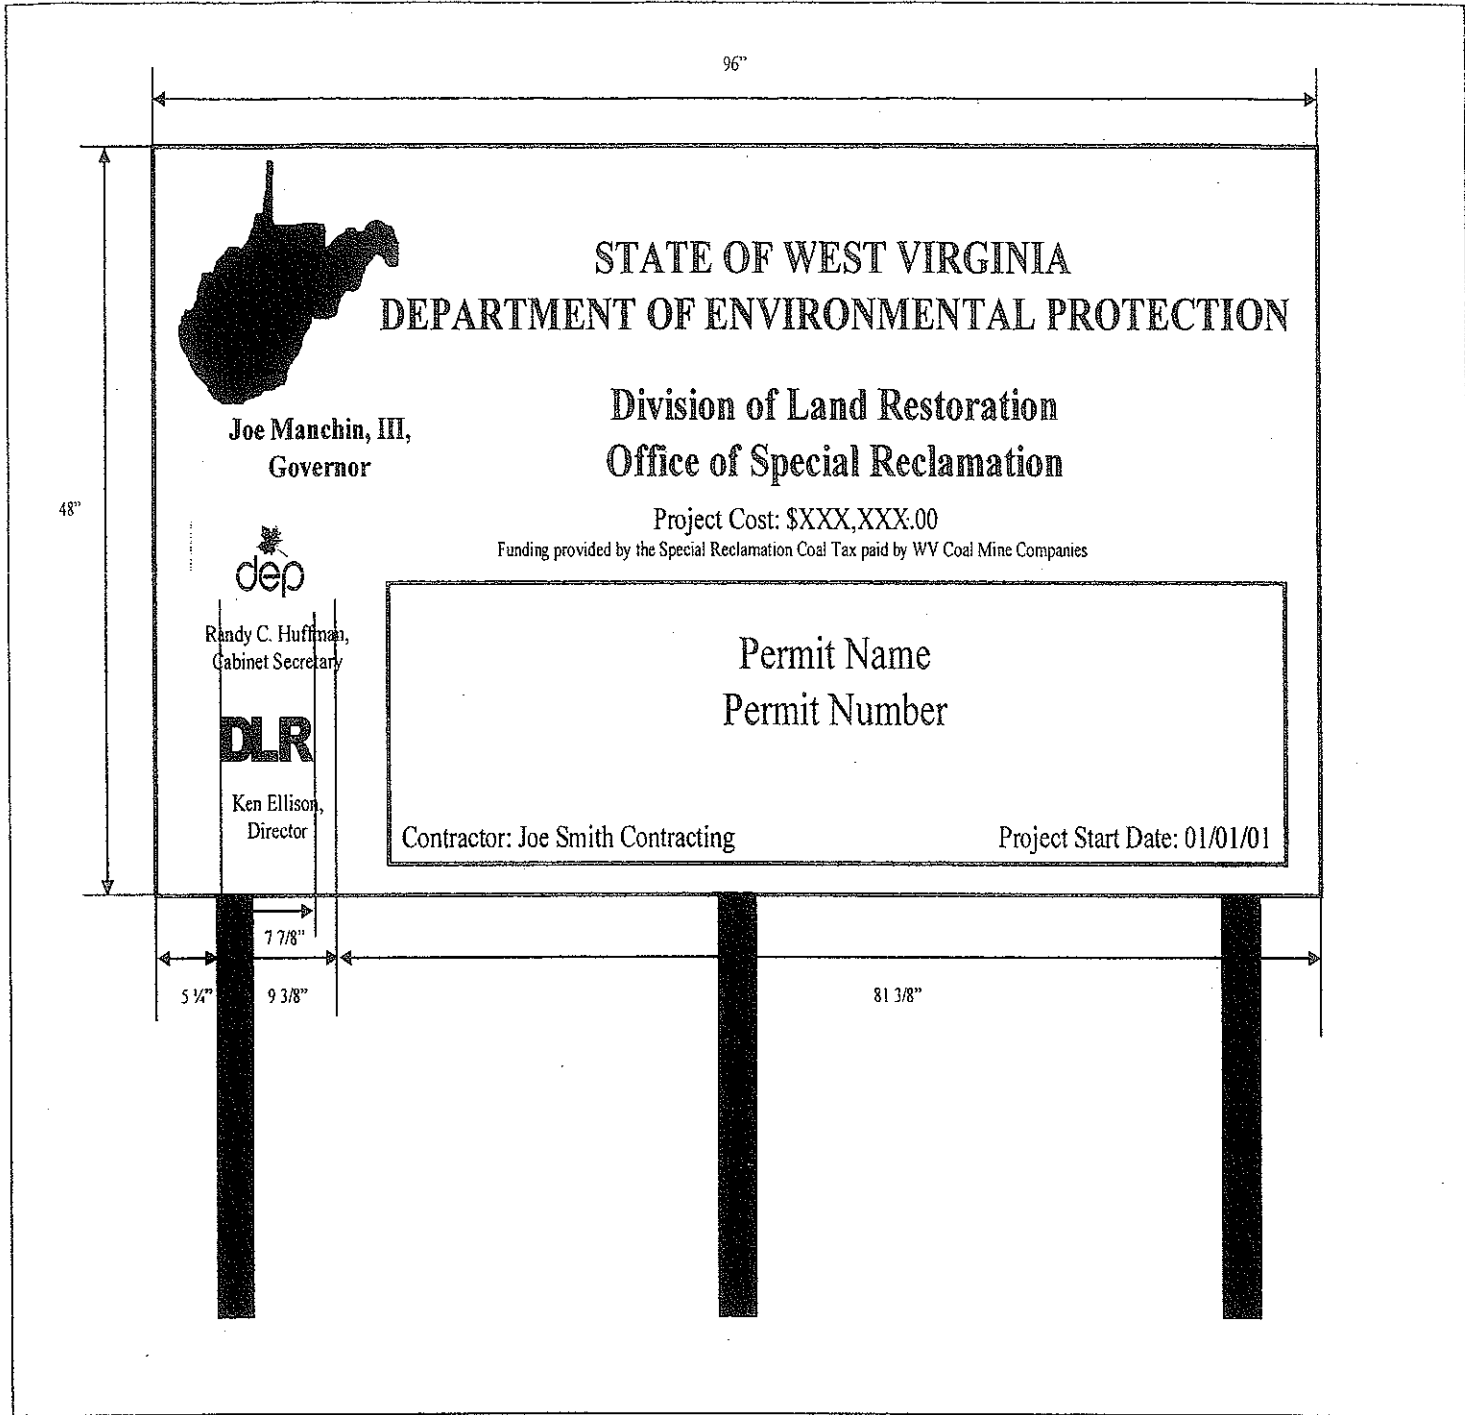 96”
48”
STATE OF WEST VIRGINIA
DEPARTMENT OF ENVIRONMENTAL PROTECTION
Joe Manchin, III,
Governor
Division of Land Restoration
Office of Special Reclamation
Project Cost: $XXX,XXX.00
Funding provided by the Special Reclamation Coal Tax paid by WV Coal Mine Companies
dep
Randy C. Huffman,
Cabinet Secretary
DLR
Ken Ellison,
Director
Permit Name
Permit Number
Contractor: Joe Smith Contracting
Project Start Date: 01/01/01
7 7/8”
5 ¼”
9 3/8”
81 3/8”